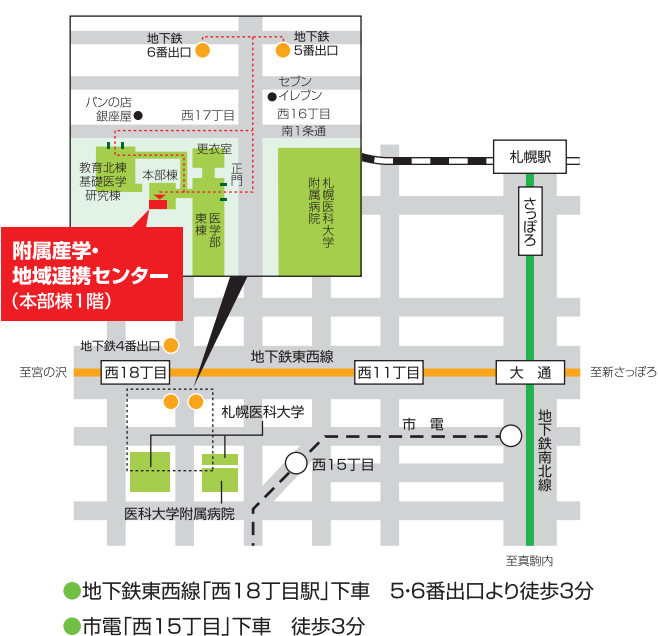 地下鉄
6番出口
地下鉄
5番出口
セブン
イレブン
パンの店
銀座屋
西17丁目
西16丁目
南1条通
更衣室
正門
教育北棟
基礎医学
研究棟
本部棟
医学部
東棟
札幌医科大学
附属病院
附属産学・
地域連携センター
（本部棟1階）
札幌駅
さっぽろ
地下鉄4番出口
地下鉄東西線
至宮の沢
西18丁目
西11丁目
大 通
至新さっぽろ
札幌医科大学
市 電
地下鉄南北線
西15丁目
医科大学附属病院
至真駒内
●地下鉄東西線「西18丁目駅」下車 5・6番出口より徒歩3分
●市電「西15丁目」下車 徒歩3分